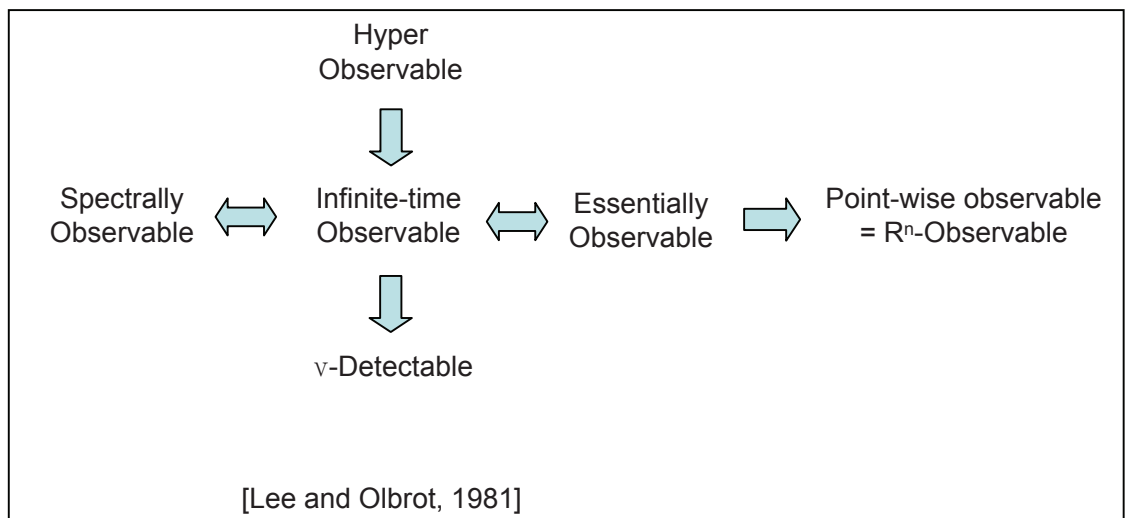 Hyper
Observable
Spectrally
Observable
Infinite-time
Observable
Essentially
Observable
Point-wise observable
= Rⁿ-Observable
ν-Detectable
[Lee and Olbrot, 1981]